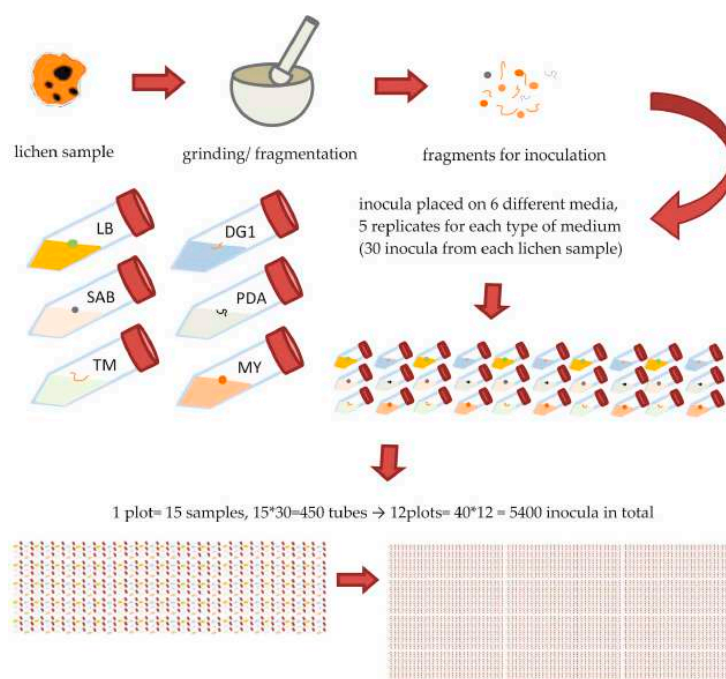 lichen sample
grinding/ fragmentation
fragments for inoculation
inocula placed on 6 different media,
5 replicates for each type of medium
(30 inocula from each lichen sample)
LB
DG1
SAB
PDA
TM
MY
1 plot= 15 samples, 15*30=450 tubes → 12plots= 40*12 = 5400 inocula in total